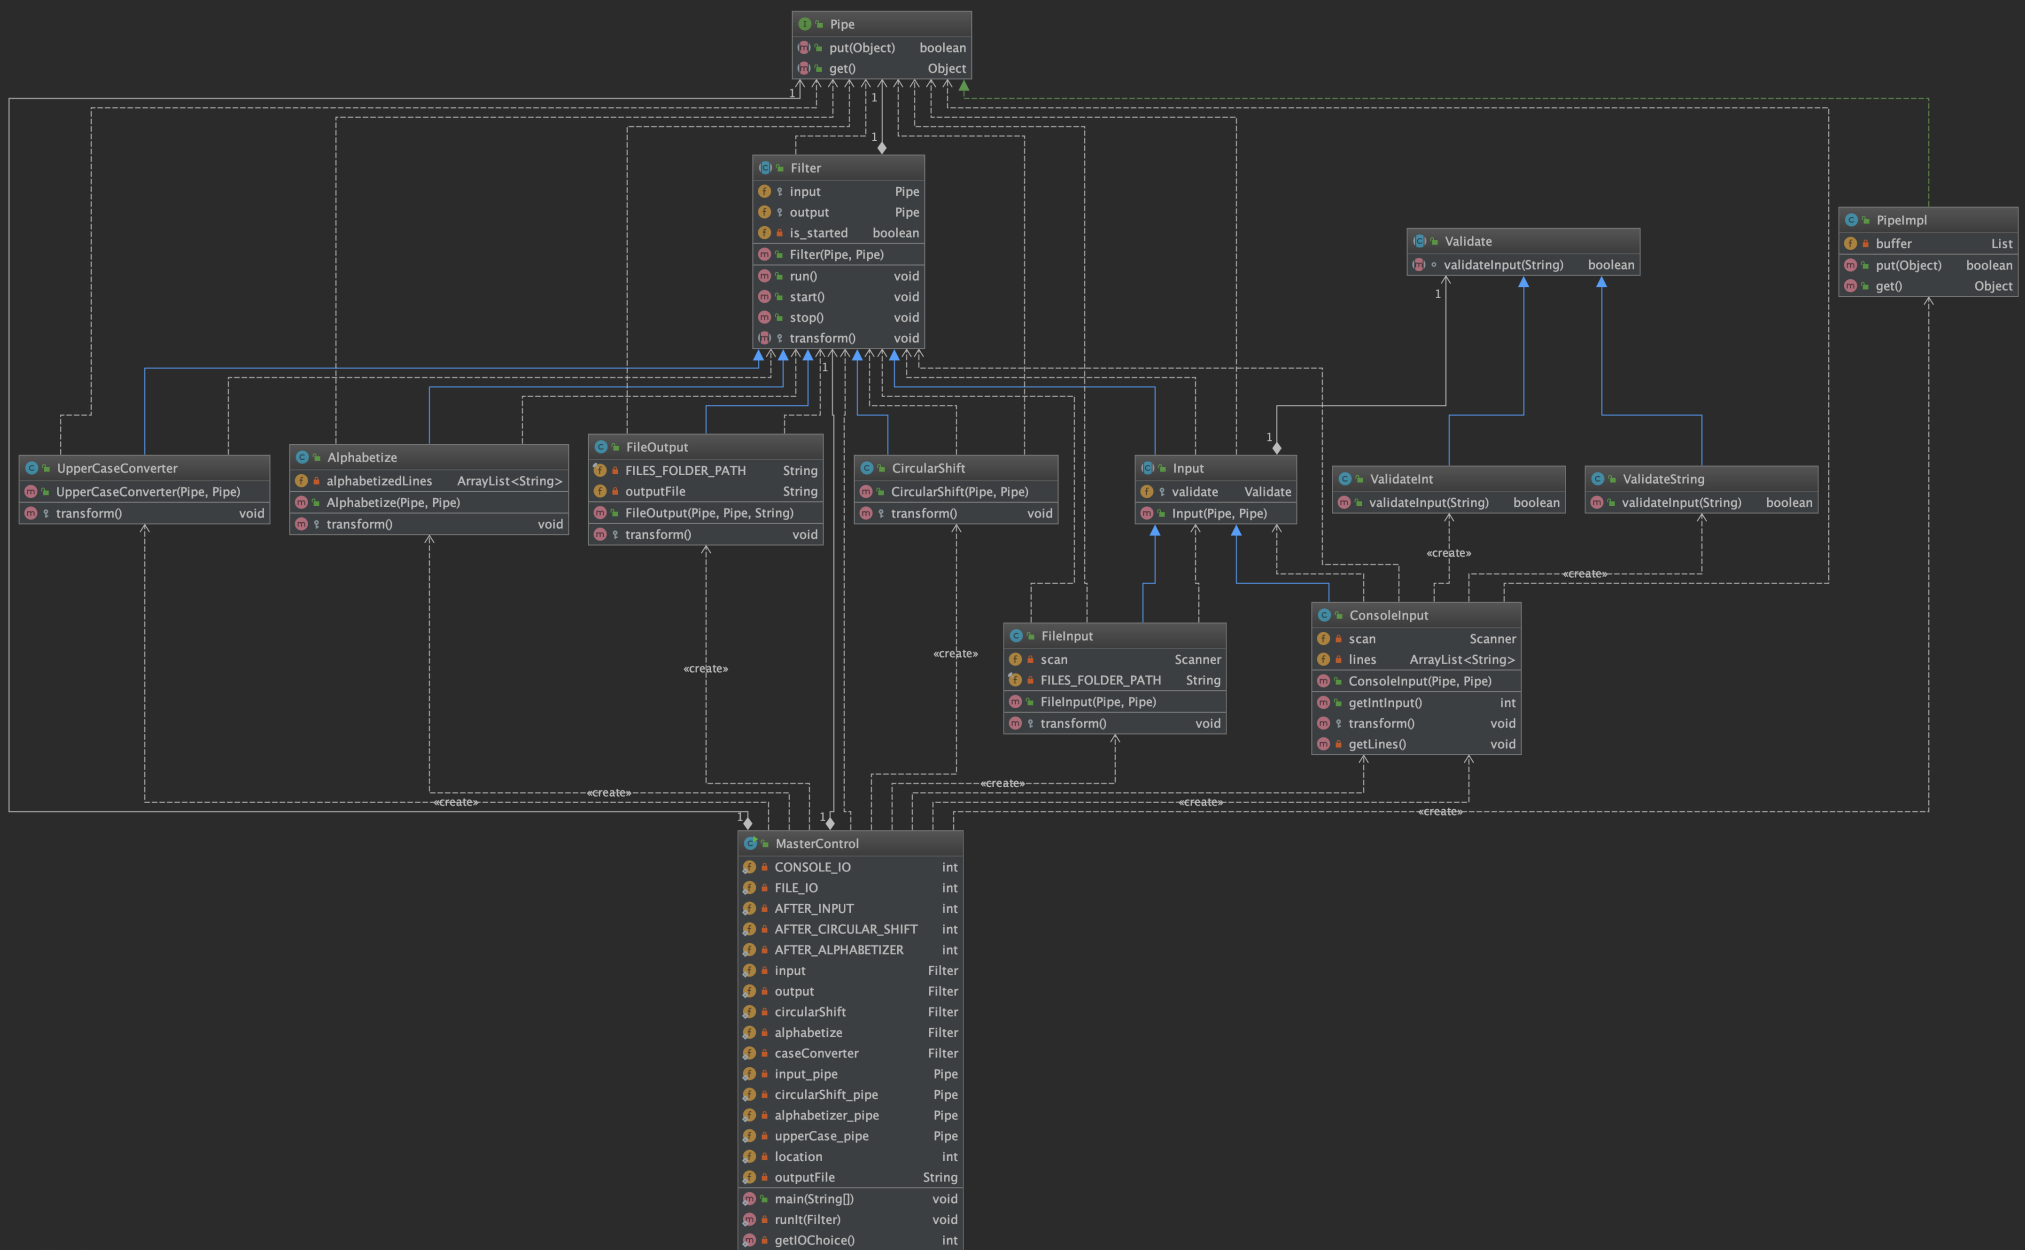 Pipe
put(Object) boolean
get() Object
1
1
1
Filter
input Pipe
output Pipe
is_started boolean
Filter(Pipe, Pipe)
run() void
start() void
stop() void
transform() void
1
Validate
validateInput(String) boolean
1
PipeImpl
buffer List
put(Object) boolean
get() Object
UpperCaseConverter
UpperCaseConverter(Pipe, Pipe)
transform() void
Alphabetize
alphabetizedLines ArrayList<String>
Alphabetize(Pipe, Pipe)
transform() void
FileOutput
FILES_FOLDER_PATH String
outputFile String
FileOutput(Pipe, Pipe, String)
transform() void
CircularShift
CircularShift(Pipe, Pipe)
transform() void
1
Input
validate Validate
Input(Pipe, Pipe)
ValidateInt
validateInput(String) boolean
ValidateString
validateInput(String) boolean
«create»
«create»
«create»
«create»
FileInput
scan Scanner
FILES_FOLDER_PATH String
FileInput(Pipe, Pipe)
transform() void
ConsoleInput
scan Scanner
lines ArrayList<String>
ConsoleInput(Pipe, Pipe)
getIntInput() int
transform() void
getLines() void
«create»
«create»
«create»
«create»
«create»
1
1
MasterControl
CONSOLE_IO int
FILE_IO int
AFTER_INPUT int
AFTER_CIRCULAR_SHIFT int
AFTER_ALPHABETIZER int
input Filter
output Filter
circularShift Filter
alphabetize Filter
caseConverter Filter
input_pipe Pipe
circularShift_pipe Pipe
alphabetizer_pipe Pipe
upperCase_pipe Pipe
location int
outputFile String
main(String[]) void
runIt(Filter) void
getIOChoice() int